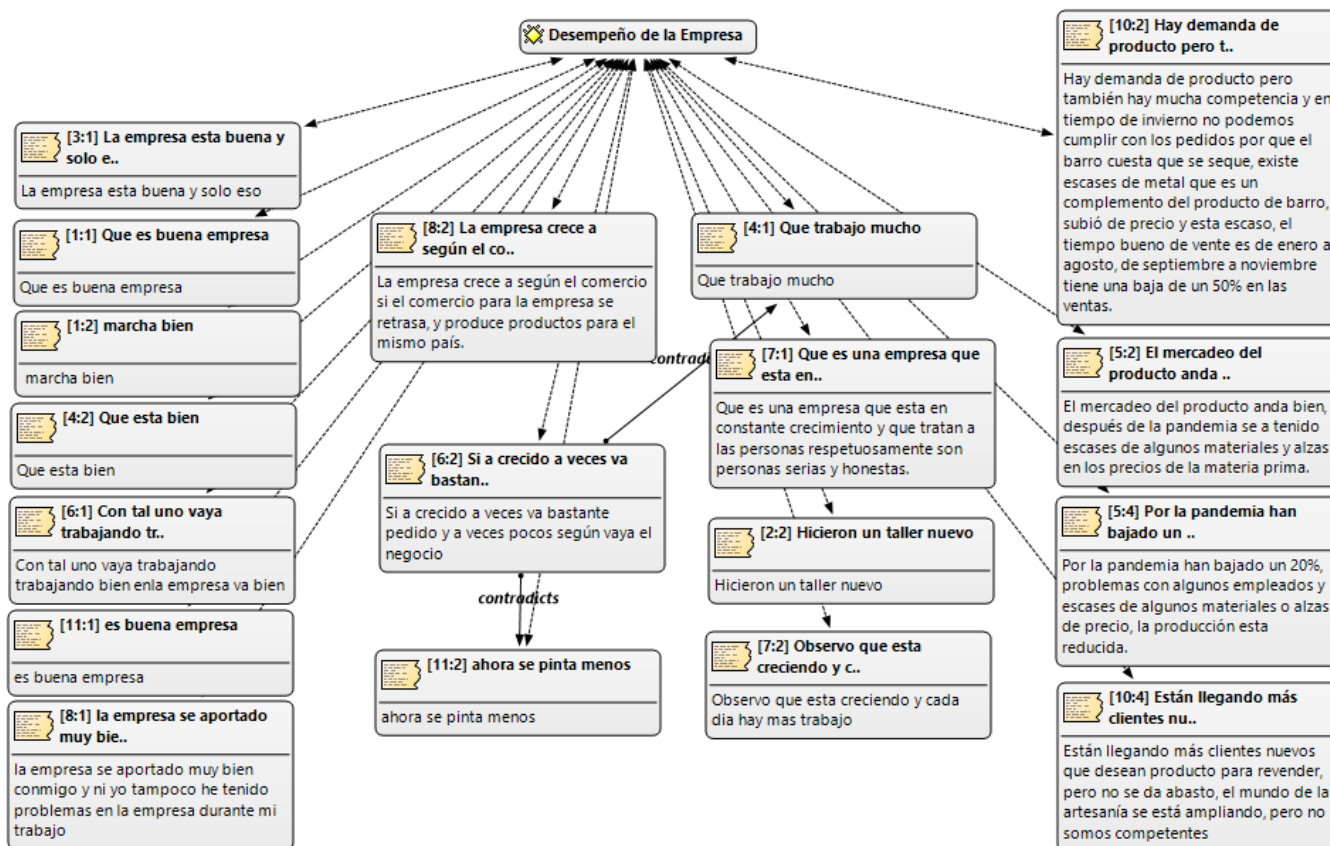 Desempeño de la Empresa
[3:1] La empresa esta buena y
solo e..
La empresa esta buena y solo eso
[1:1] Que es buena empresa
Que es buena empresa
[1:2] marcha bien
marcha bien
[4:2] Que esta bien
Que esta bien
[6:1] Con tal uno vaya
trabajando tr..
Con tal uno vaya trabajando
trabajando bien enla empresa va bien
[11:1] es buena empresa
es buena empresa
[8:1] la empresa se aportado
muy bie..
la empresa se aportado muy bien
conmigo y ni yo tampoco he tenido
problemas en la empresa durante mi
trabajo
[8:2] La empresa crece a
según el co..
La empresa crece a según el comercio
si el comercio para la empresa se
retrasa, y produce productos para el
mismo país.
[6:2] Si a crecido a veces va
bastan..
Si a crecido a veces va bastante
pedido y a veces pocos según vaya el
negocio
contradicts
[11:2] ahora se pinta menos
ahora se pinta menos
[4:1] Que trabajo mucho
Que trabajo mucho
[7:1] Que es una empresa que
esta en..
Que es una empresa que esta en
constante crecimiento y que tratan a
las personas respetuosamente son
personas serias y honestas.
[2:2] Hicieron un taller nuevo
Hicieron un taller nuevo
[7:2] Observo que esta
creciendo y c..
Observo que esta creciendo y cada
dia hay mas trabajo
[10:2] Hay demanda de
producto pero t..
Hay demanda de producto pero
también hay mucha competencia y en
tiempo de invierno no podemos
cumplir con los pedidos por que el
barro cuesta que se seque, existe
escases de metal que es un
complemento del producto de barro,
subió de precio y esta escaso, el
tiempo bueno de vente es de enero a
agosto, de septiembre a noviembre
tiene una baja de un 50% en las
ventas.
[5:2] El mercadeo del
producto anda ..
El mercadeo del producto anda bien,
después de la pandemia se a tenido
escases de algunos materiales y alzas
en los precios de la materia prima.
[5:4] Por la pandemia han
bajado un ..
Por la pandemia han bajado un 20%,
problemas con algunos empleados y
escases de algunos materiales o alzas
de precio, la producción esta
reducida.
[10:4] Están llegando más
clientes nu..
Están llegando más clientes nuevos
que desean producto para revender,
pero no se da abasto, el mundo de la
artesanía se está ampliando, pero no
somos competentes